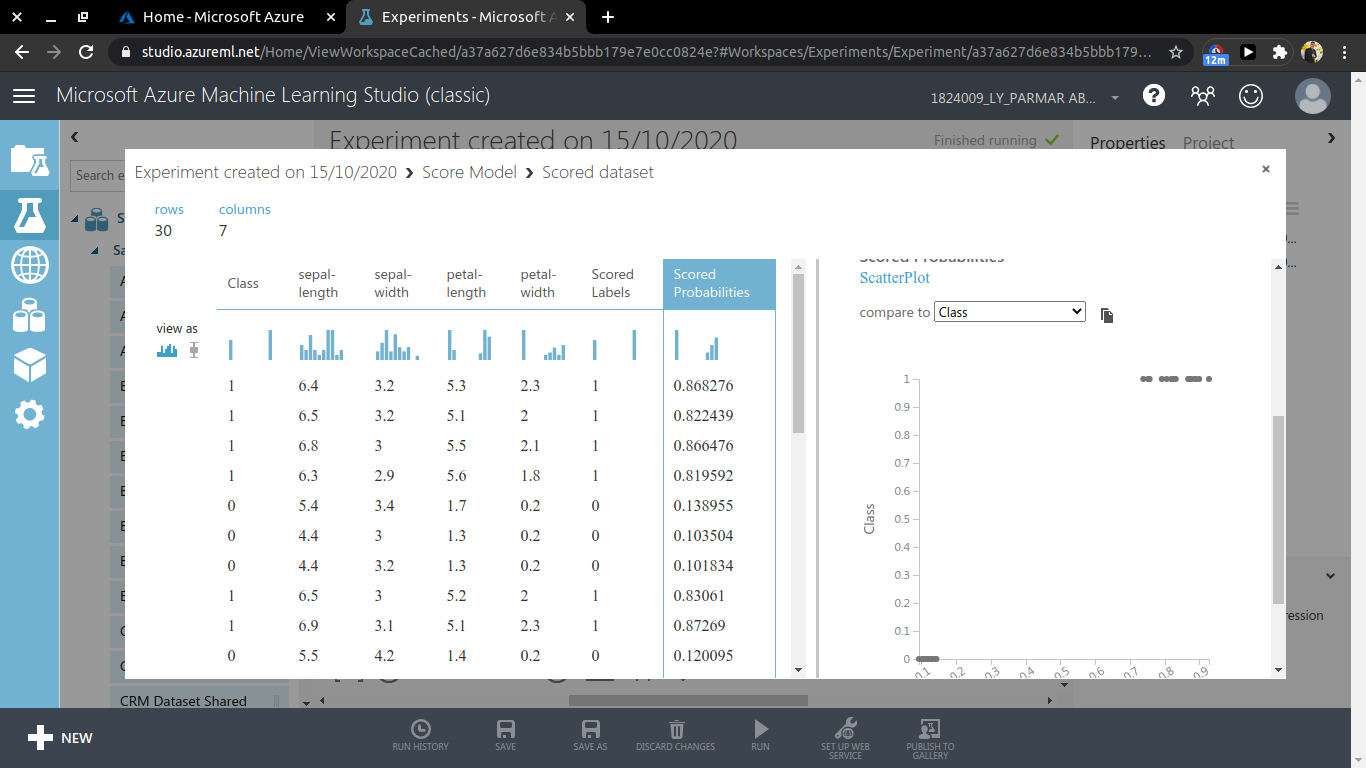 Home - Microsoft Azure
Experiments - Microsoft A
studio.azureml.net/Home/ViewWorkspaceCached/a37a627d6e834b5bbb179e7e0cc0824e?#Workspaces/Experiments/Experiment/a37a627d6e834b5bbb179...
12m
Microsoft Azure Machine Learning Studio (classic)
1824009_LY_PARMAR AB...
Experiment created on 15/10/2020
Finished running
Properties Project
Search e
Experiment created on 15/10/2020 > Score Model > Scored dataset
rows columns
30 7
Class sepal-length sepal-width petal-length petal-width Scored Labels Scored Probabilities
view as
1 6.4 3.2 5.3 2.3 1 0.868276
1 6.5 3.2 5.1 2 1 0.822439
1 6.8 3 5.5 2.1 1 0.866476
1 6.3 2.9 5.6 1.8 1 0.819592
0 5.4 3.4 1.7 0.2 0 0.138955
0 4.4 3 1.3 0.2 0 0.103504
0 4.4 3.2 1.3 0.2 0 0.101834
1 6.5 3 5.2 2 1 0.83061
1 6.9 3.1 5.1 2.3 1 0.87269
0 5.5 4.2 1.4 0.2 0 0.120095
Scored Probabilities
ScatterPlot
compare to Class
1
0.9
0.8
0.7
0.6
0.5
0.4
0.3
0.2
0.1
0
Class
0.1 0.2 0.3 0.4 0.5 0.6 0.7 0.8 0.9
ression
CRM Dataset Shared
NEW
RUN HISTORY
SAVE
SAVE AS
DISCARD CHANGES
RUN
SET UP WEB SERVICE
PUBLISH TO GALLERY